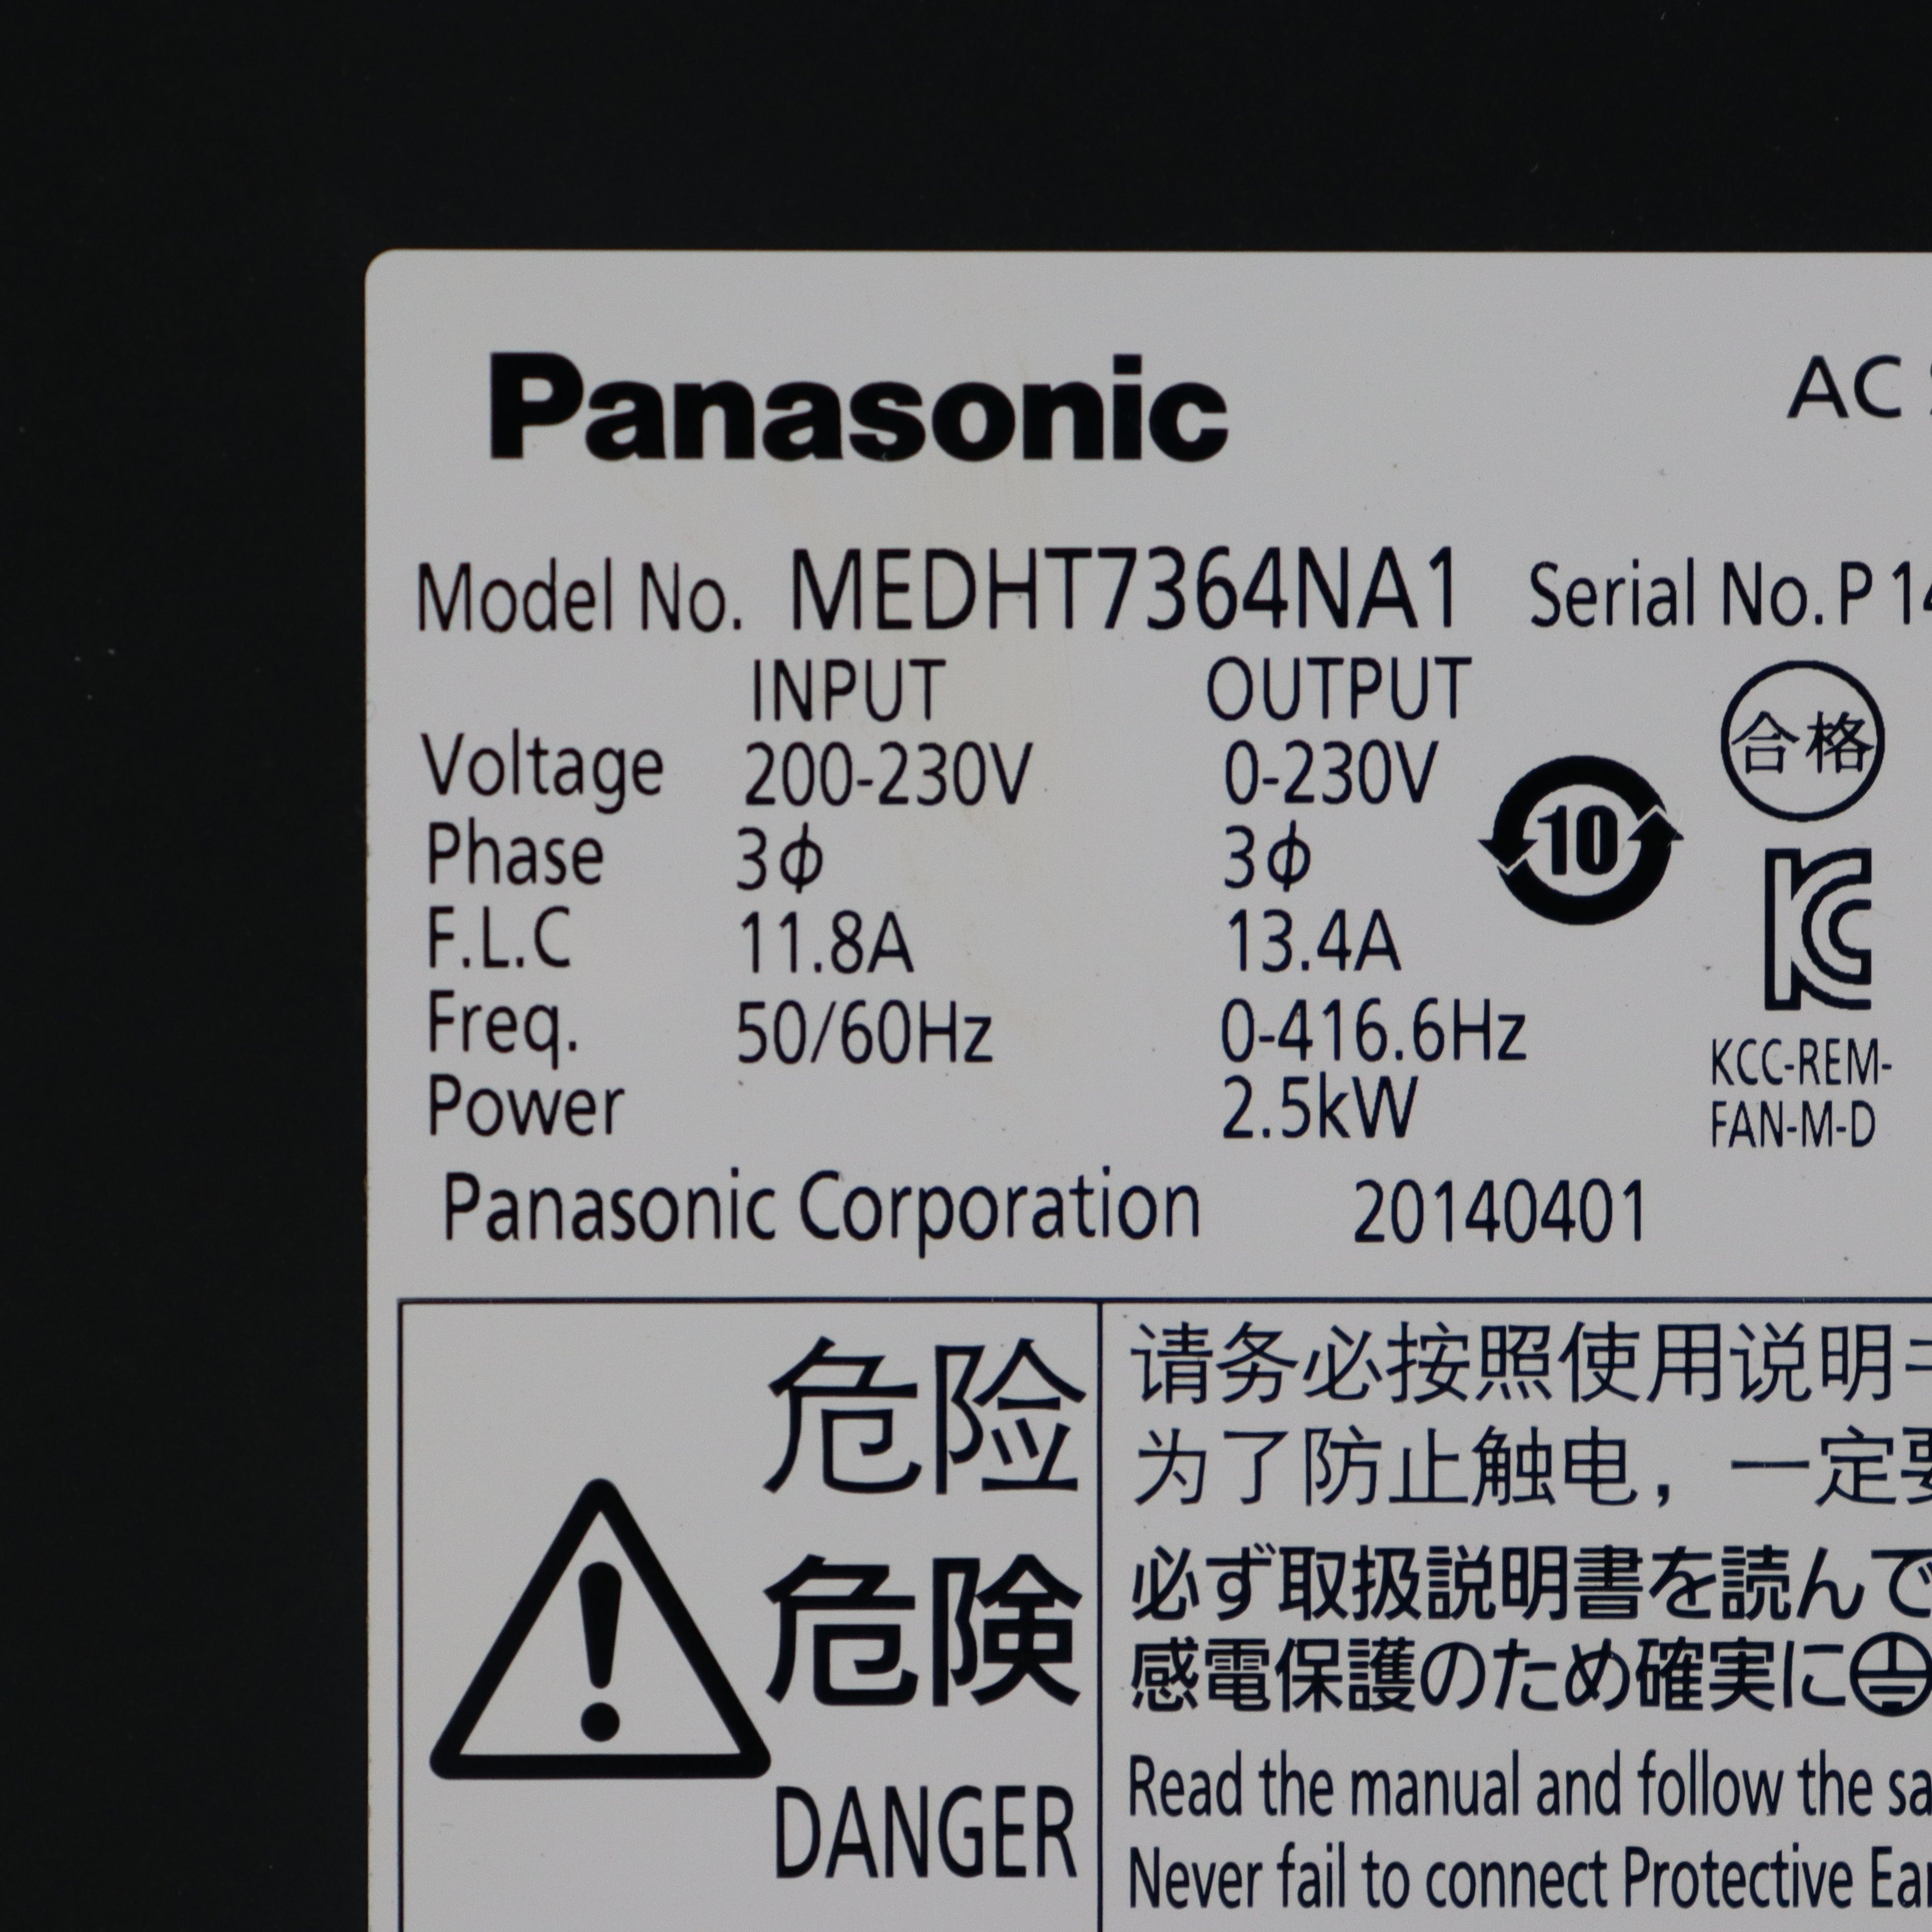 Panasonic
AC
Model No. MEDHT7364NA1 Serial No. P 14
INPUT OUTPUT
Voltage 200-230V 0-230V
Phase 3ϕ 3ϕ
F.L.C 11.8A 13.4A
Freq. 50/60Hz 0-416.6Hz
Power 2.5kW
10
合格
KCC-REM-
FAN-M-D
Panasonic Corporation 20140401
危险
危険
DANGER
请务必按照使用说明
为了防止触电，一定要
必ず取扱説明書を読んで
感電保護のため確実に
Read the manual and follow the sa
Never fail to connect Protective Ear